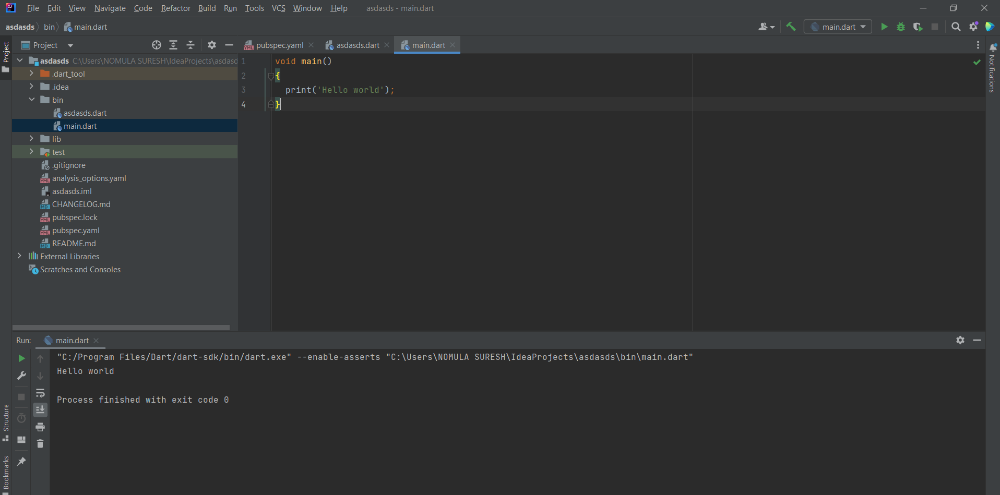 File Edit View Navigate Code Refactor Build Run Tools VCS Window Help asdasds - main.dart
asdasds bin main.dart
main.dart
Project
Project
pubspec.yaml asdasds.dart main.dart
Notifications
asdasds C:\Users\NOMULA SURESH\IdeaProjects\asdasd
.dart_tool
.idea
bin
asdasds.dart
main.dart
lib
test
.gitignore
analysis_options.yaml
asdasds.iml
CHANGELOG.md
pubspec.lock
pubspec.yaml
README.md
External Libraries
Scratches and Consoles
1 void main()
2 {
3 print('Hello world');
4 }
Run: main.dart
"C:/Program Files/Dart/dart-sdk/bin/dart.exe" --enable-asserts "C:\Users\NOMULA SURESH\IdeaProjects\asdasds\bin\main.dart"
Hello world
Process finished with exit code 0
Structure
Bookmarks